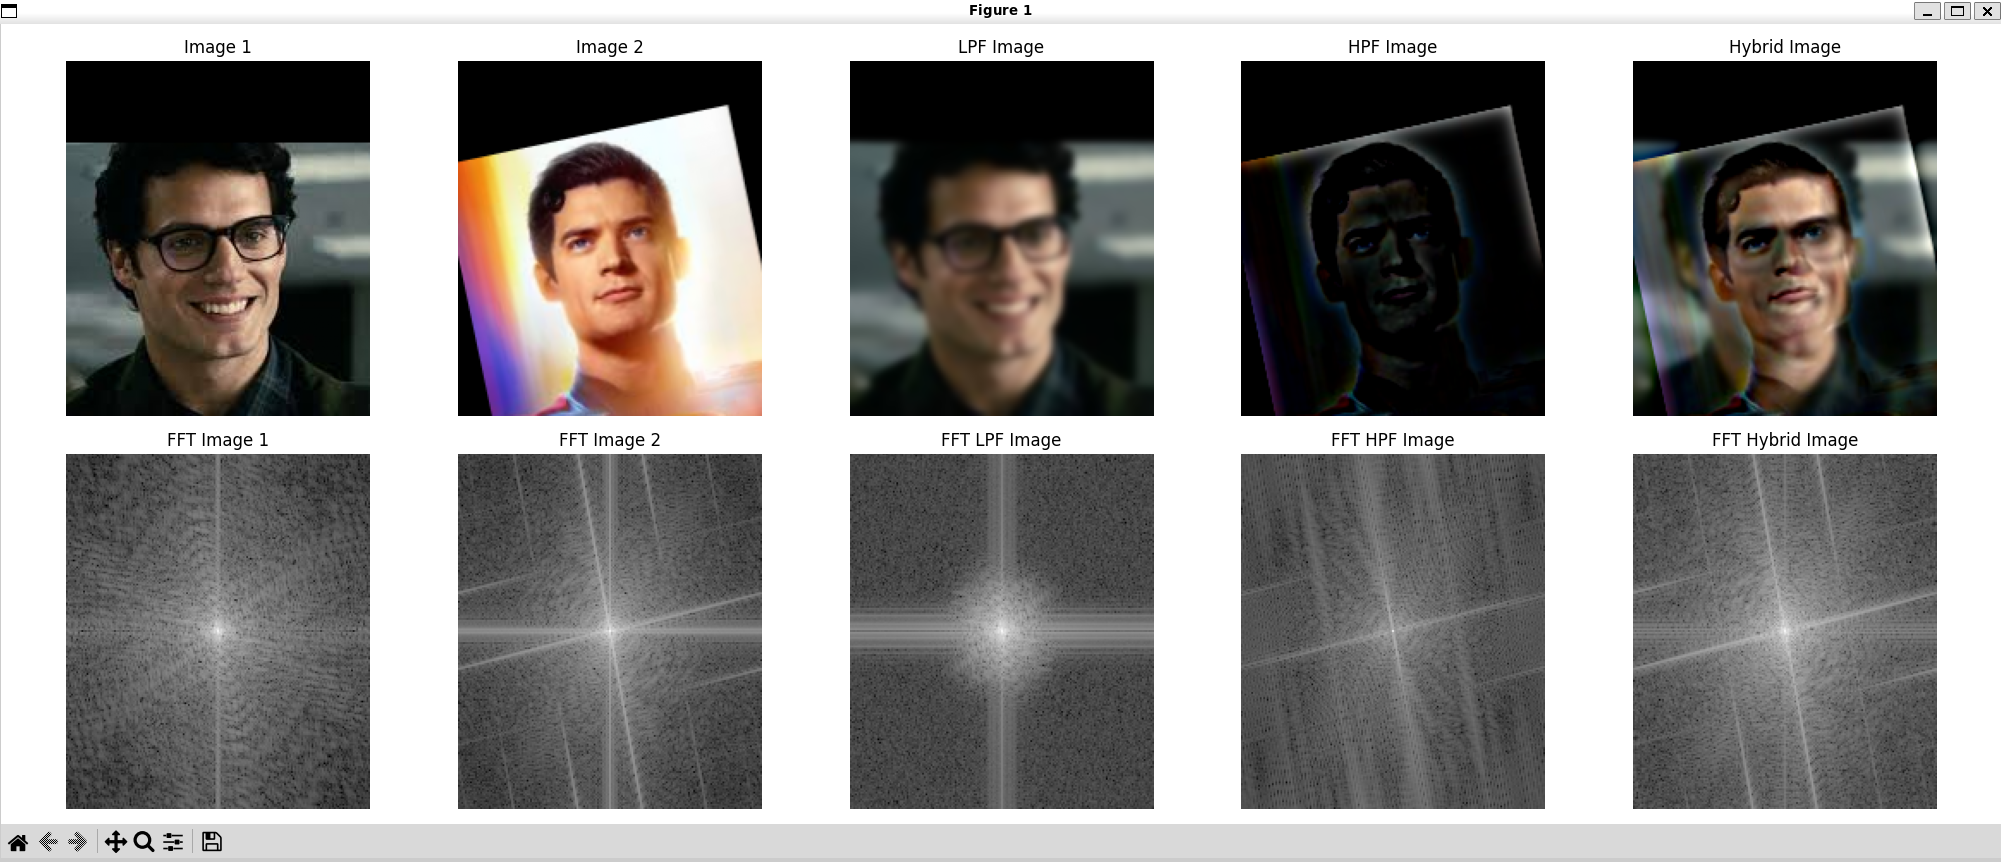 Figure 1
Image 1
Image 2
LPF Image
HPF Image
Hybrid Image
FFT Image 1
FFT Image 2
FFT LPF Image
FFT HPF Image
FFT Hybrid Image